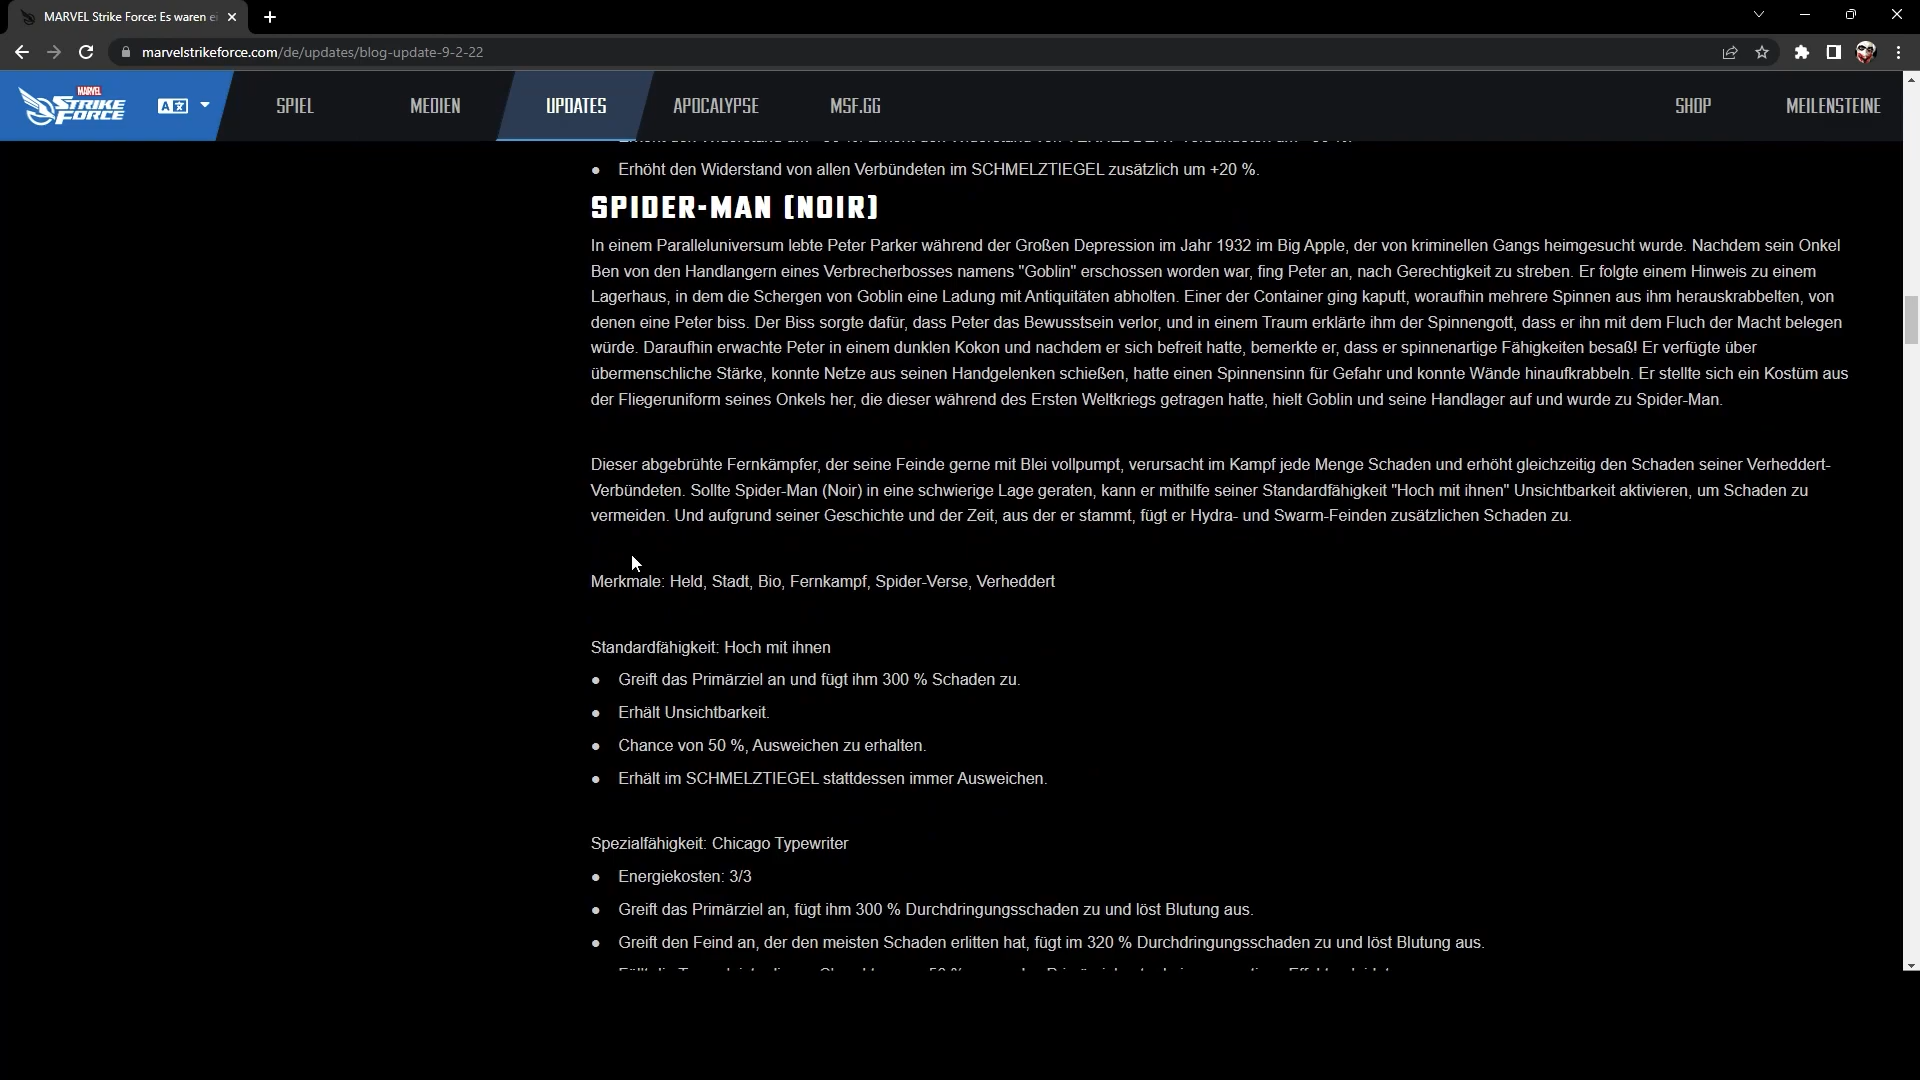 MARVEL Strike Force: Es waren ei
marvelstrikeforce.com/de/updates/blog-update-9-2-22
MARVEL STRIKE FORCE
SPIEL MEDIEN UPDATES APOCALYPSE MSF.GG SHOP MEILENSTEINE
Erhöht den Widerstand von allen Verbündeten im SCHMELZTIEGEL zusätzlich um +20 %.
SPIDER-MAN (NOIR)
In einem Paralleluniversum lebte Peter Parker während der Großen Depression im Jahr 1932 im Big Apple, der von kriminellen Gangs heimgesucht wurde. Nachdem sein Onkel
Ben von den Handlangern eines Verbrecherbosses namens "Goblin" erschossen worden war, fing Peter an, nach Gerechtigkeit zu streben. Er folgte einem Hinweis zu einem
Lagerhaus, in dem die Schergen von Goblin eine Ladung mit Antiquitäten abholten. Einer der Container ging kaputt, woraufhin mehrere Spinnen aus ihm herauskrabbelten, von
denen eine Peter biss. Der Biss sorgte dafür, dass Peter das Bewusstsein verlor, und in einem Traum erklärte ihm der Spinnengott, dass er ihn mit dem Fluch der Macht belegen
würde. Daraufhin erwachte Peter in einem dunklen Kokon und nachdem er sich befreit hatte, bemerkte er, dass er spinnenartige Fähigkeiten besaß! Er verfügte über
übermenschliche Stärke, konnte Netze aus seinen Handgelenken schießen, hatte einen Spinnensinn für Gefahr und konnte Wände hinaufkrabbeln. Er stellte sich ein Kostüm aus
der Fliegeruniform seines Onkels her, die dieser während des Ersten Weltkriegs getragen hatte, hielt Goblin und seine Handlager auf und wurde zu Spider-Man.
Dieser abgebrühte Fernkämpfer, der seine Feinde gerne mit Blei vollpumpt, verursacht im Kampf jede Menge Schaden und erhöht gleichzeitig den Schaden seiner Verheddert-
Verbündeten. Sollte Spider-Man (Noir) in eine schwierige Lage geraten, kann er mithilfe seiner Standardfähigkeit "Hoch mit ihnen" Unsichtbarkeit aktivieren, um Schaden zu
vermeiden. Und aufgrund seiner Geschichte und der Zeit, aus der er stammt, fügt er Hydra- und Swarm-Feinden zusätzlichen Schaden zu.
Merkmale: Held, Stadt, Bio, Fernkampf, Spider-Verse, Verheddert
Standardfähigkeit: Hoch mit ihnen
Greift das Primärziel an und fügt ihm 300 % Schaden zu.
Erhält Unsichtbarkeit.
Chance von 50 %, Ausweichen zu erhalten.
Erhält im SCHMELZTIEGEL stattdessen immer Ausweichen.
Spezialfähigkeit: Chicago Typewriter
Energiekosten: 3/3
Greift das Primärziel an, fügt ihm 300 % Durchdringungsschaden zu und löst Blutung aus.
Greift den Feind an, der den meisten Schaden erlitten hat, fügt im 320 % Durchdringungsschaden zu und löst Blutung aus.